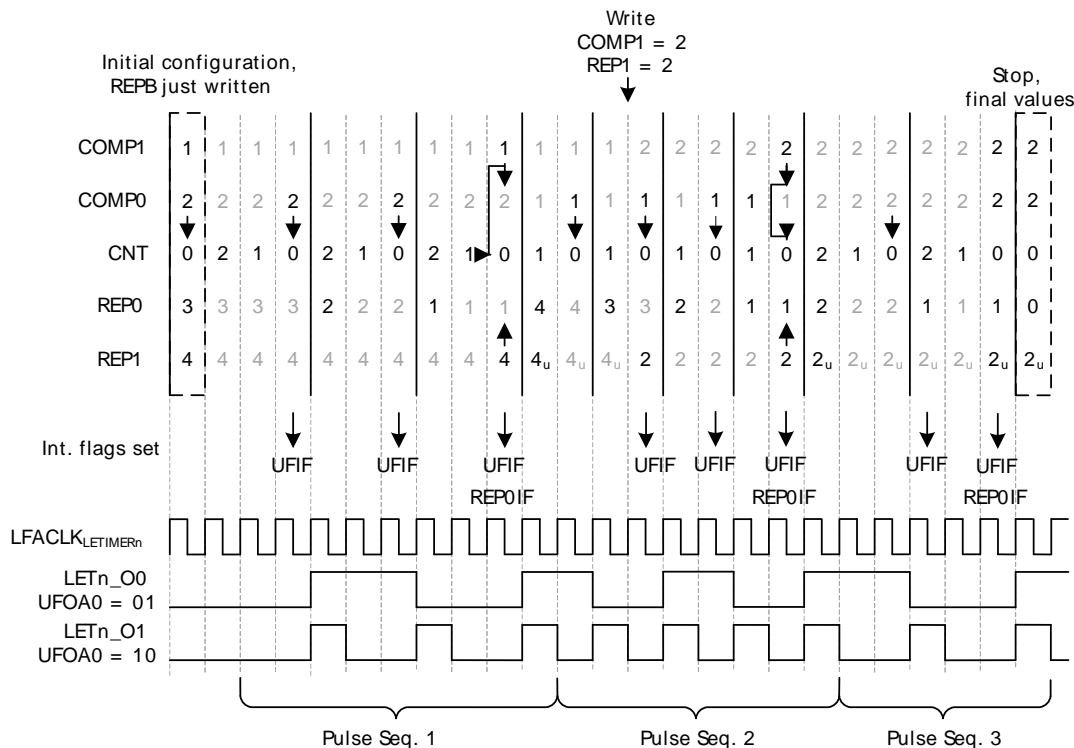 Write
COMP1 = 2
REP1 = 2
Initial configuration,
REPB just written
Stop,
final values
COMP1 1 1 1 1 1 1 1 1 1 1 1 1 1 2 2 2 2 2 2 2 2 2 2 2 2
COMP0 2 2 2 2 2 2 2 2 2 2 1 1 1 1 1 1 1 1 2 2 2 2 2 2 2
CNT 0 2 1 0 2 1 0 2 1 0 1 0 1 0 1 0 1 0 2 1 0 2 1 0 0
REP0 3 3 3 3 2 2 2 1 1 1 4 4 3 3 2 2 1 1 2 2 2 1 1 1 0
REP1 4 4 4 4 4 4 4 4 4 4 4u 4u 4u 2 2 2 2 2 2u 2u 2u 2u 2u 2u 2u
Int. flags set
UFIF UFIF UFIF UFIF UFIF UFIF UFIF UFIF
REP0IF REP0IF REP0IF
LFACLKLETIMERn
LETn_O0
UFOA0 = 01
LETn_O1
UFOA0 = 10
Pulse Seq. 1 Pulse Seq. 2 Pulse Seq. 3